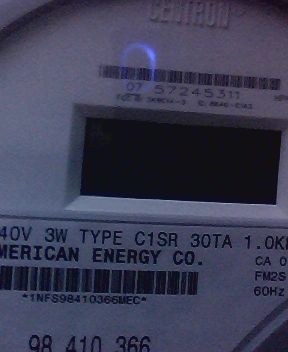 CENTRON
07 57245311
40V 3W TYPE C1SR 30TA 1.0K
MERICAN ENERGY CO.
CA 0
FM2S
*1NFS98410366MEC*
60Hz
98 410 366